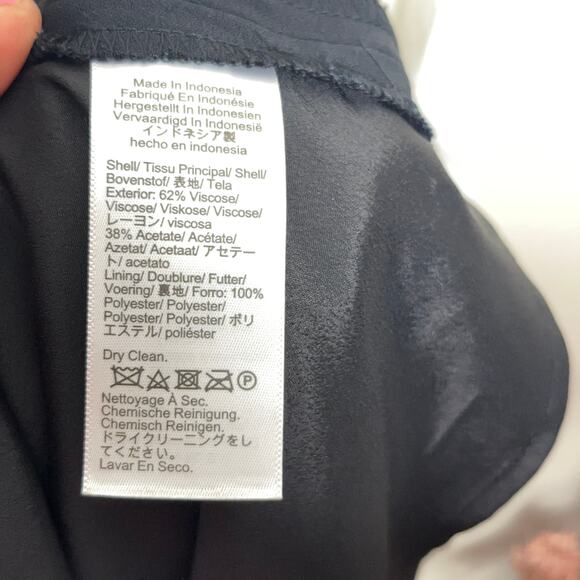 Made In Indonesia
Fabriqué En Indonésie
Hergestellt In Indonesien
Vervaardigd In Indonesië
インドネシア製
hecho en indonesia
Shell/ Tissu Principal/ Shell/
Bovenstof/ 表地/ Tela
Exterior: 62% Viscose/
Viscose/ Viskose/ Viscose/
レーヨン/ viscosa
38% Acetate/ Acétate/
Azetat/ Acetaat/ アセテー
ト/ acetato
Lining/ Doublure/ Futter/
Voering/ 裏地/ Forro: 100%
Polyester/ Polyester/
Polyester/ Polyester/ ポリ
エステル/ poliéster
Dry Clean.
P
Nettoyage À Sec.
Chemische Reinigung.
Chemisch Reinigen.
ドライクリーニングをし
てください。
Lavar En Seco.